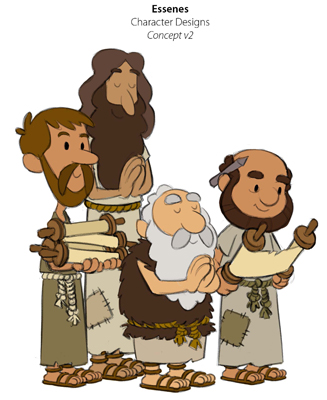 Essenes
Character Designs
Concept v2